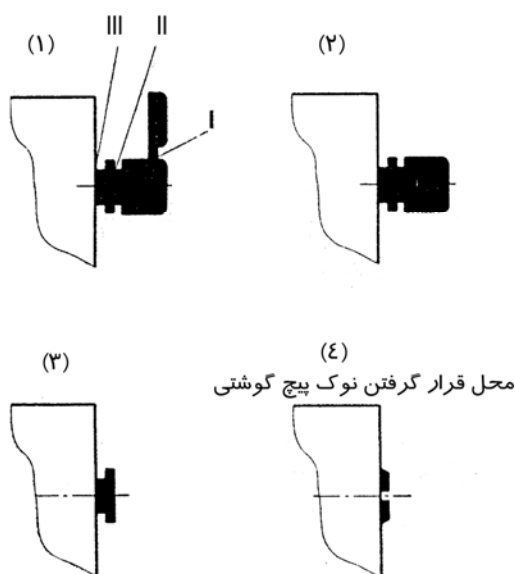 (۱)
III
II
I
(۲)
(۳)
(٤)
محل قرار گرفتن نوک پیچ گوشتی